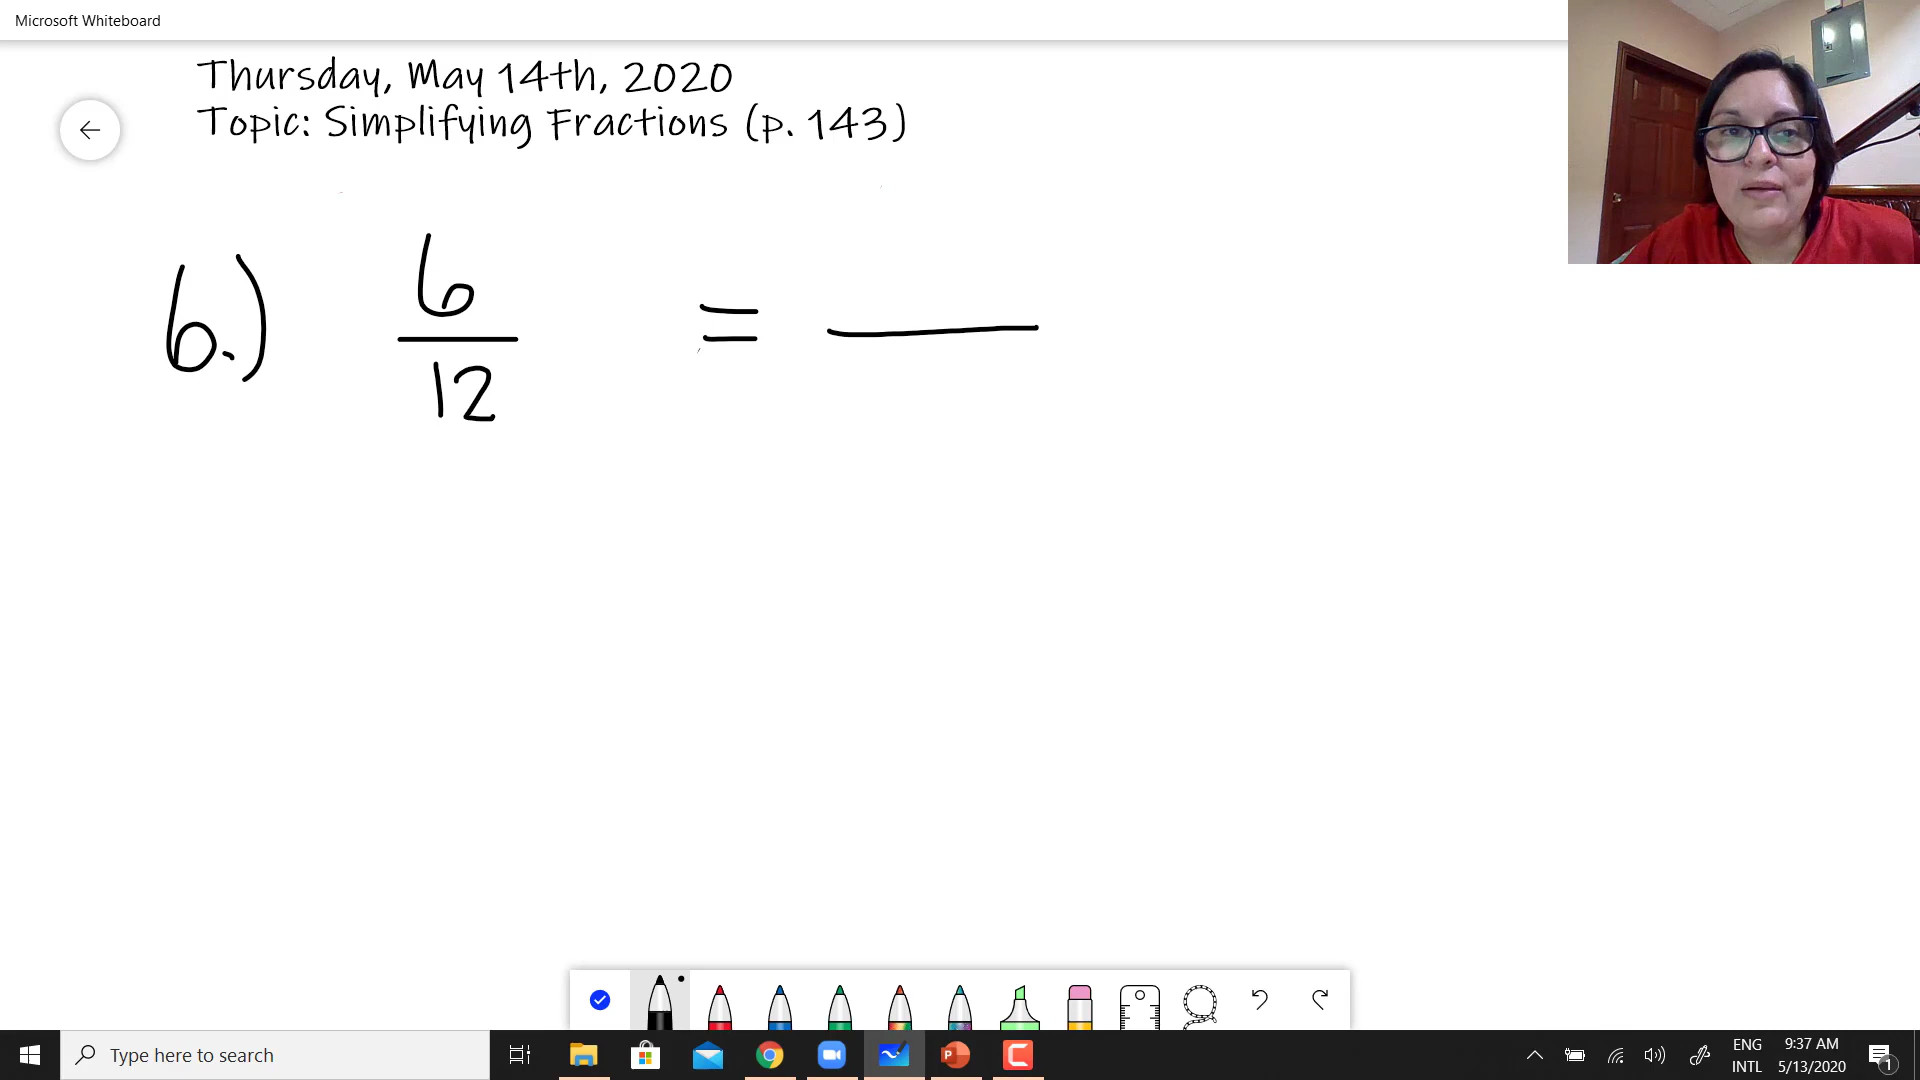 Microsoft Whiteboard
Thursday, May 14th, 2020
Topic: Simplifying Fractions (p. 143)
6.) 6/12 =
Type here to search
P
ENG
INTL
9:37 AM
5/13/2020
1